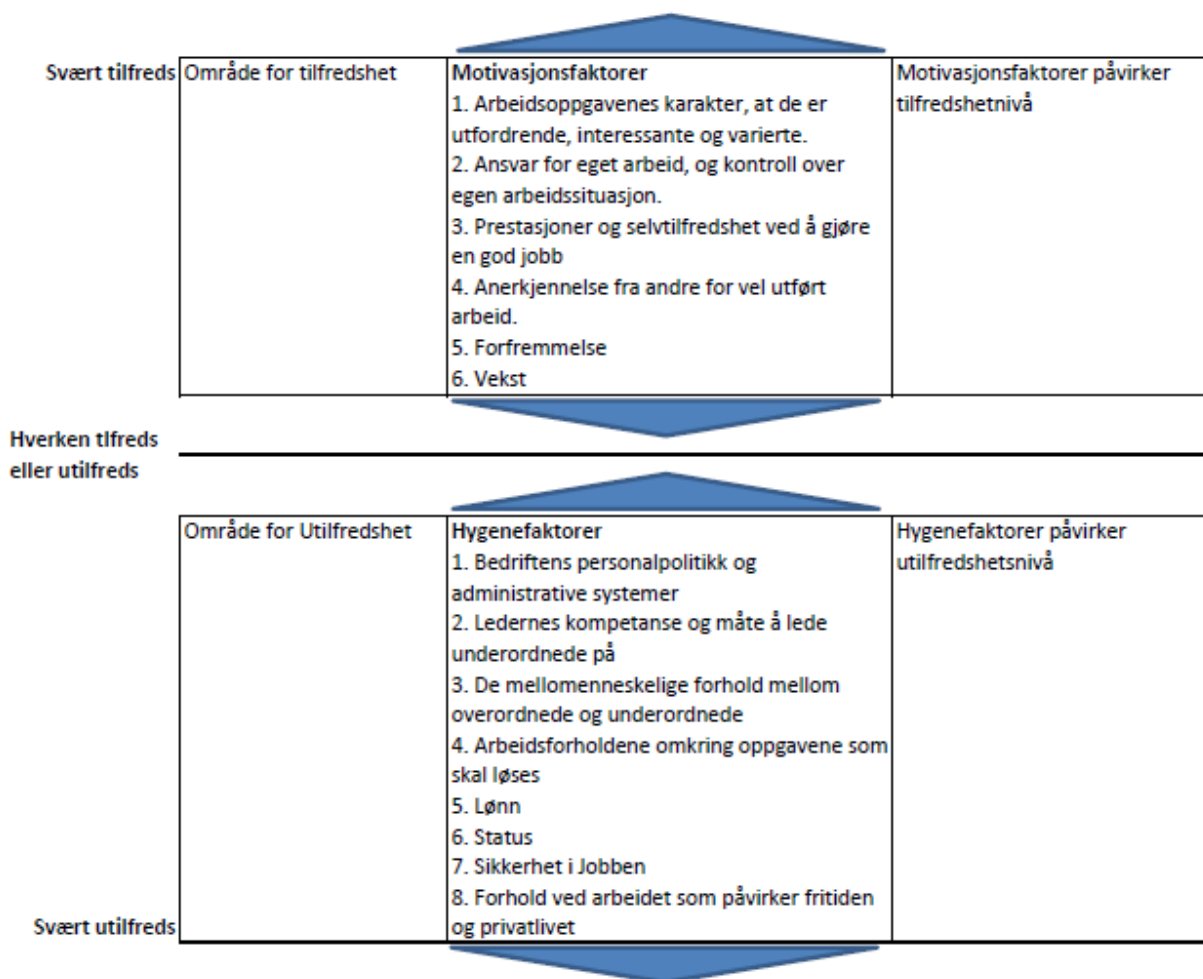 Svært tilfreds
Område for tilfredshet
Motivasjonsfaktorer
1. Arbeidsoppgavenes karakter, at de er
utfordrende, interessante og varierte.
2. Ansvar for eget arbeid, og kontroll over
egen arbeidssituasjon.
3. Prestasjoner og selvtilfredshet ved å gjøre
en god jobb
4. Anerkjennelse fra andre for vel utført
arbeid.
5. Forfremmelse
6. Vekst
Motivasjonsfaktorer påvirker
tilfredshetnivå
Hverken tlfreds
eller utilfreds
Område for Utilfredshet
Hygenefaktorer
1. Bedriftens personalpolitikk og
administrative systemer
2. Ledernes kompetanse og måte å lede
underordnede på
3. De mellomenneskelige forhold mellom
overordnede og underordnede
4. Arbeidsforholdene omkring oppgavene som
skal løses
5. Lønn
6. Status
7. Sikkerhet i Jobben
8. Forhold ved arbeidet som påvirker fritiden
og privatlivet
Hygenefaktorer påvirker
utilfredshetsnivå
Svært utilfreds